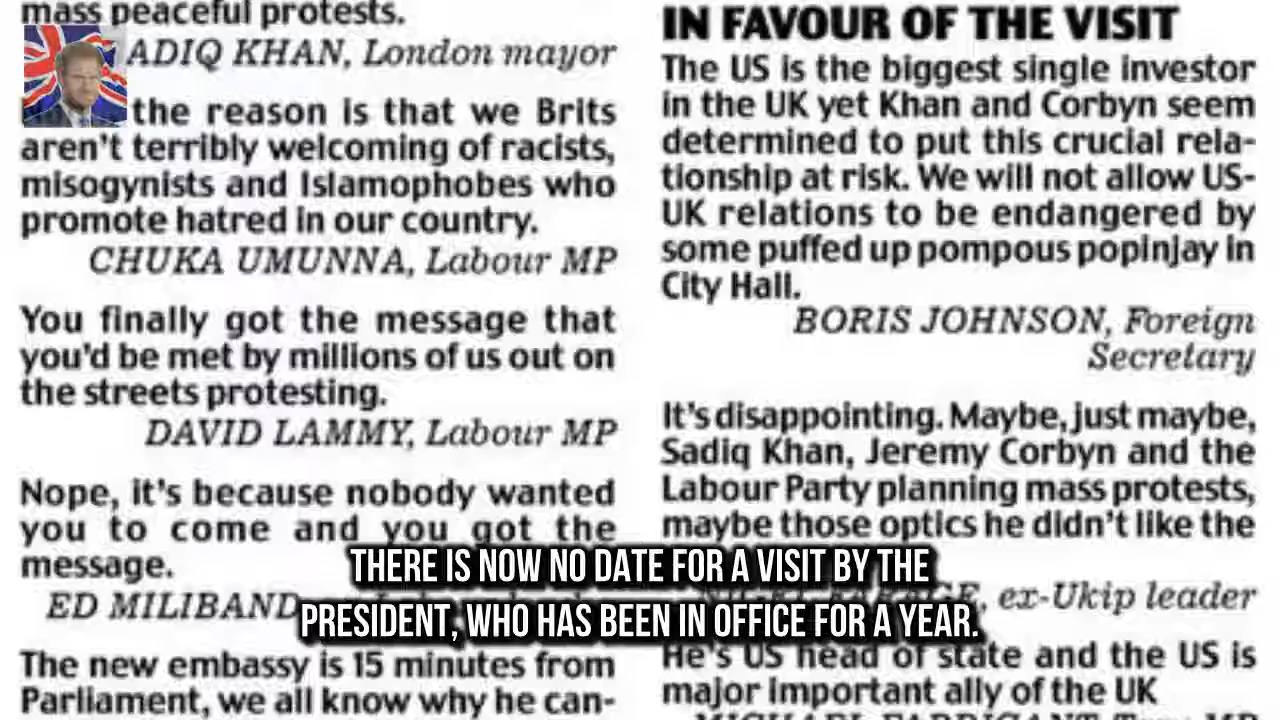 mass peaceful protests.
ADIQ KHAN, London mayor
the reason is that we Brits
aren't terribly welcoming of racists,
misogynists and Islamophobes who
promote hatred in our country.
CHUKA UMUNNA, Labour MP
You finally got the message that
you'd be met by millions of us out on
the streets protesting.
DAVID LAMMY, Labour MP
Nope, it's because nobody wanted
you to come and you got the
message.
ED MILIBAND
The new embassy is 15 minutes from
Parliament, we all know why he can-
IN FAVOUR OF THE VISIT
The US is the biggest single investor
in the UK yet Khan and Corbyn seem
determined to put this crucial rela-
tionship at risk. We will not allow US-
UK relations to be endangered by
some puffed up pompous popinjay in
City Hall.
BORIS JOHNSON, Foreign
Secretary
It's disappointing. Maybe, just maybe,
Sadiq Khan, Jeremy Corbyn and the
Labour Party planning mass protests,
maybe those optics he didn't like the
ex-Ukip leader
He's US head of state and the US is
major important ally of the UK
THERE IS NOW NO DATE FOR A VISIT BY THE
PRESIDENT, WHO HAS BEEN IN OFFICE FOR A YEAR.